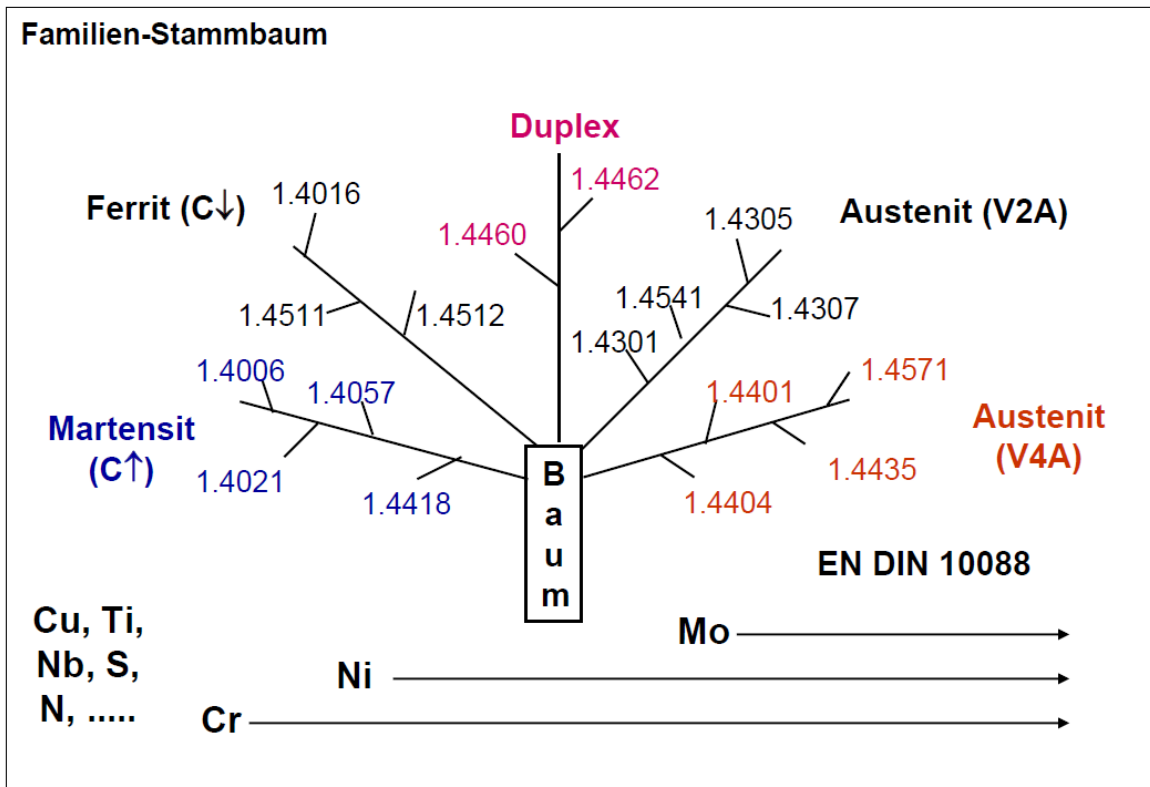 Familien-Stammbaum
Duplex
1.4462
1.4460
Ferrit (C↓)
1.4016
1.4511
1.4512
Austenit (V2A)
1.4305
1.4541
1.4307
1.4301
1.4006
1.4057
Martensit
(C↑)
1.4021
1.4418
1.4571
1.4401
Austenit
(V4A)
1.4435
1.4404
Baum
EN DIN 10088
Cu, Ti,
Nb, S,
N, .....
Mo
Ni
Cr